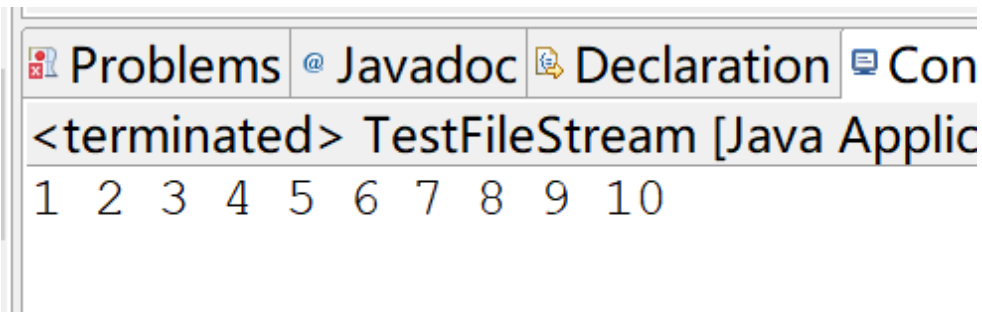 Problems @ Javadoc Declaration Con
<terminated> TestFileStream [Java Applic
1 2 3 4 5 6 7 8 9 10